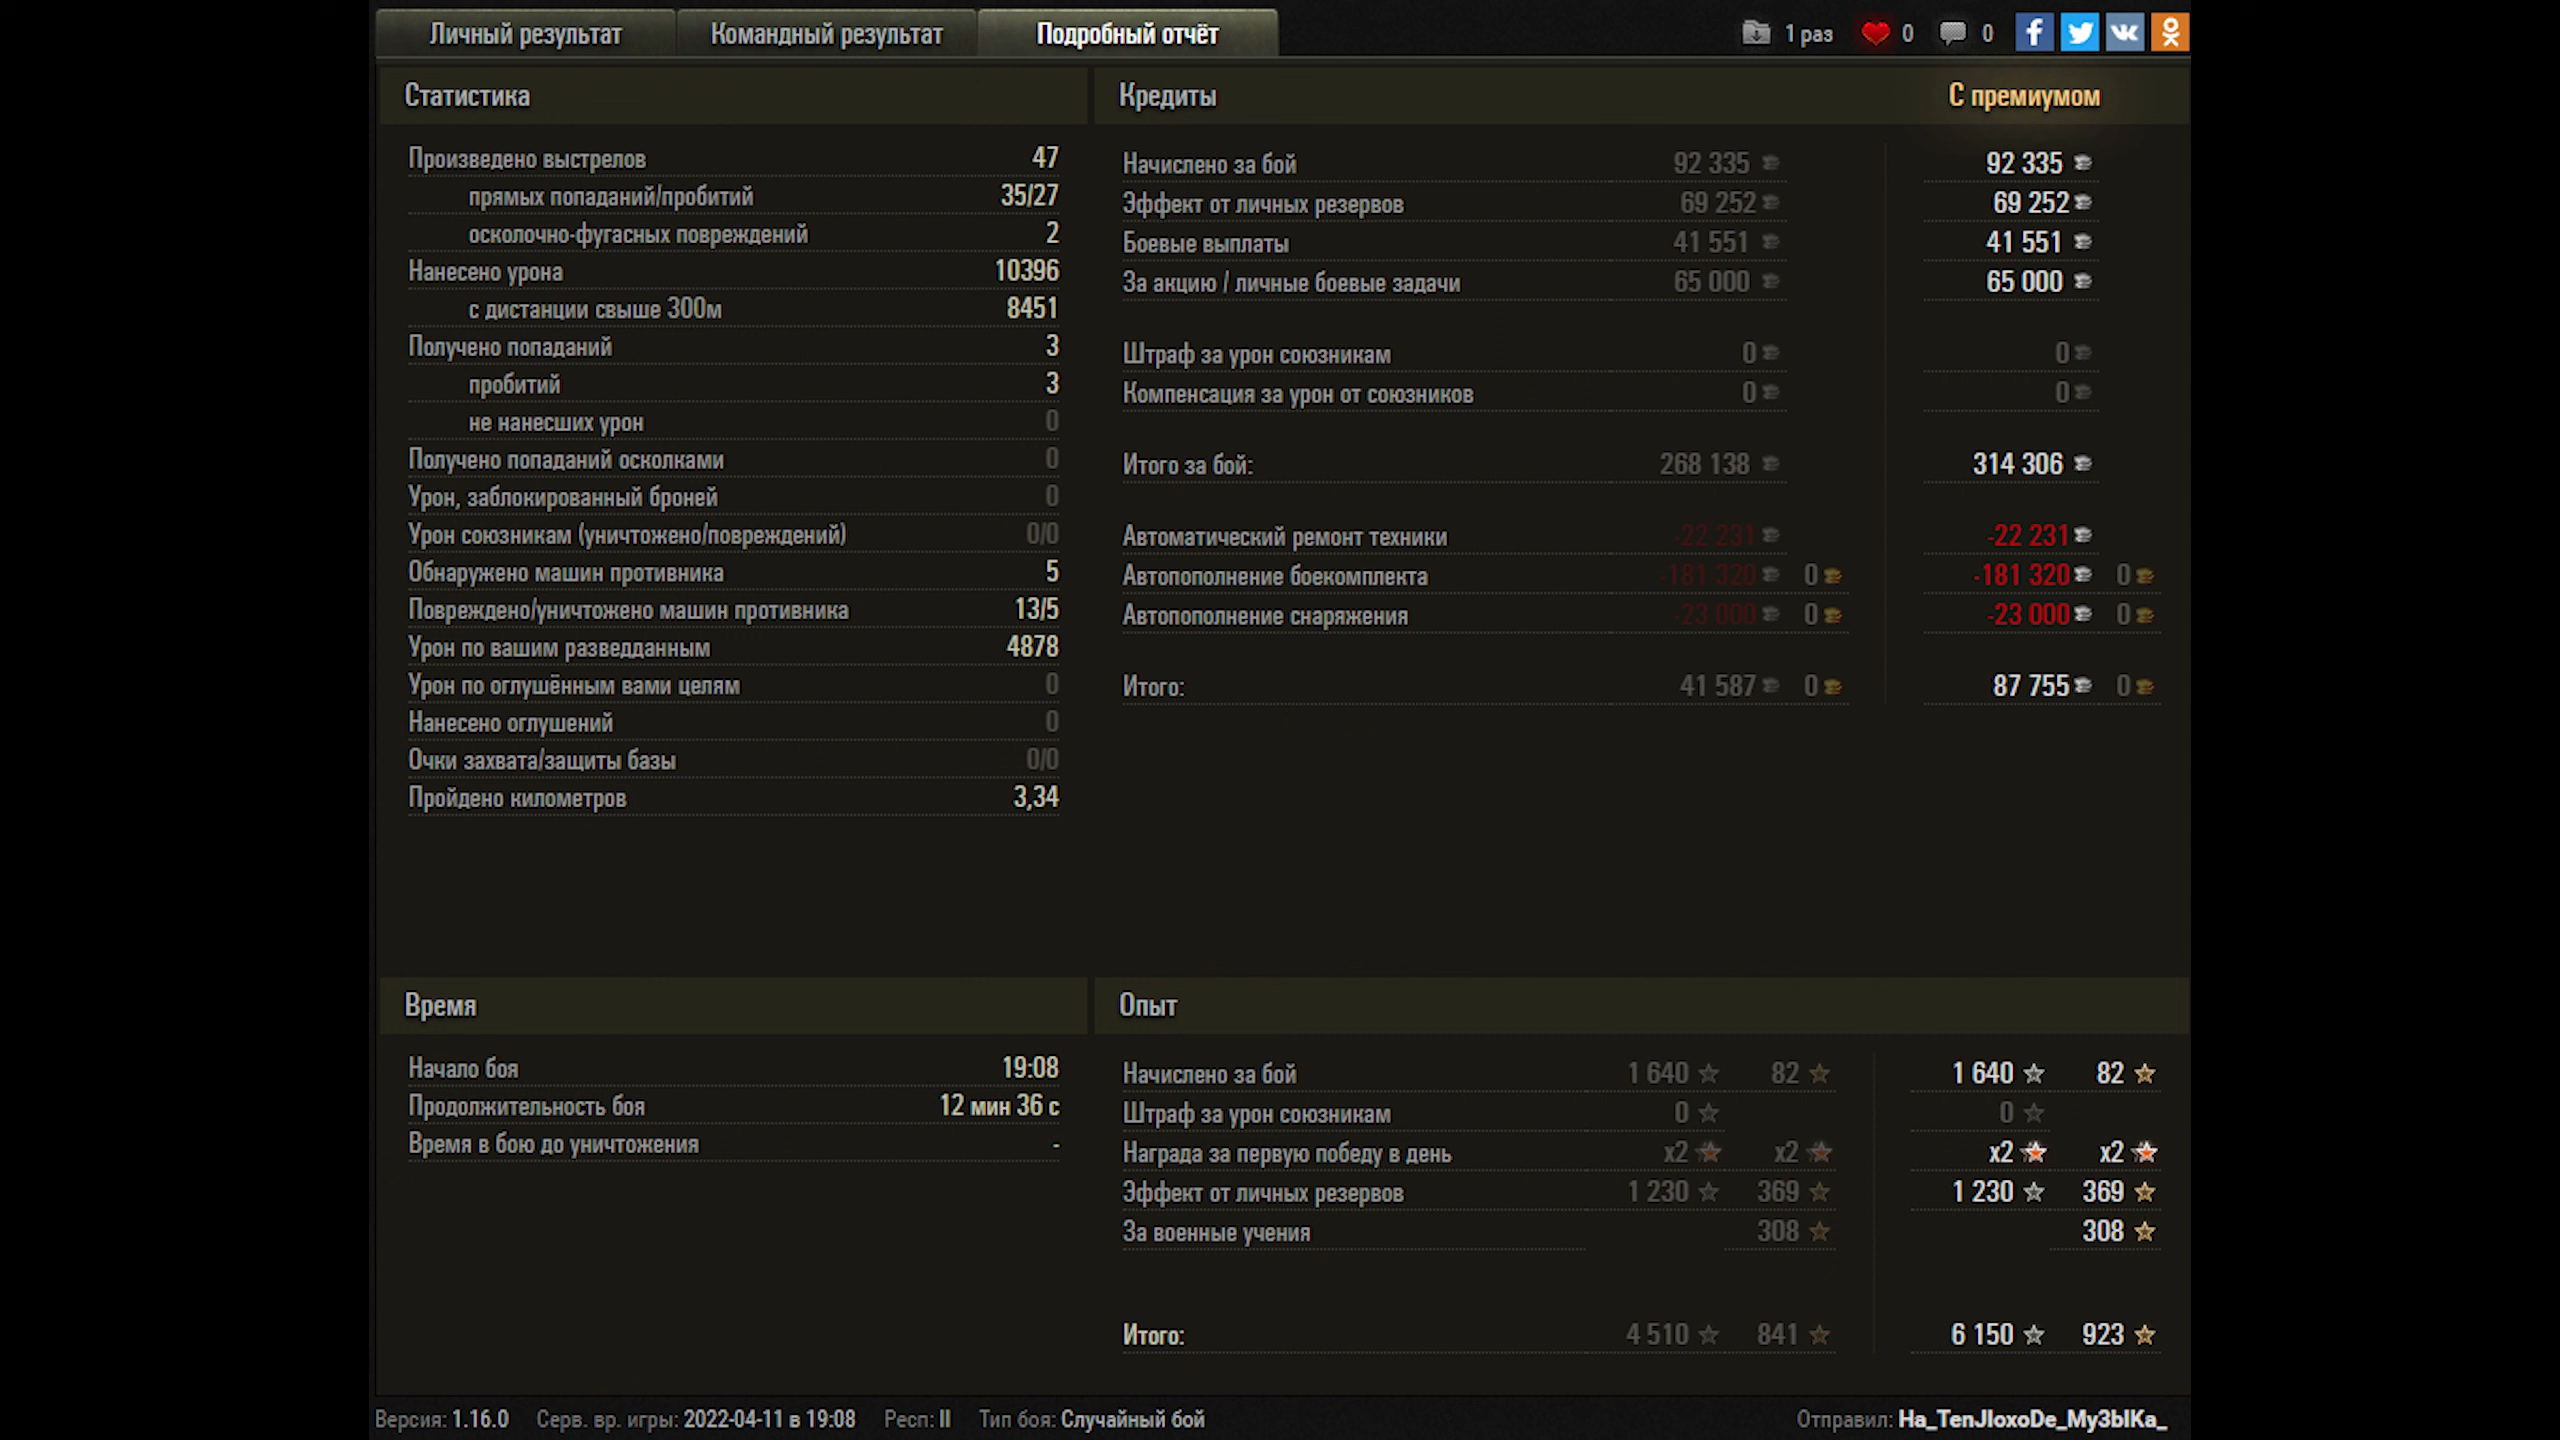 Личный результат Командный результат Подробный отчёт 1 раз 0 0
Статистика
Произведено выстрелов 47
прямых попаданий/пробитий 35/27
осколочно-фугасных повреждений 2
Нанесено урона 10396
с дистанции свыше 300м 8451
Получено попаданий 3
пробитий 3
не нанесших урон 0
Получено попаданий осколками 0
Урон, заблокированный броней 0
Урон союзникам (уничтожено/повреждений) 0/0
Обнаружено машин противника 5
Повреждено/уничтожено машин противника 13/5
Урон по вашим разведданным 4878
Урон по оглушённым вами целям 0
Нанесено оглушений 0
Очки захвата/защиты базы 0/0
Пройдено километров 3,34
Кредиты С премиумом
Начислено за бой 92 335 92 335
Эффект от личных резервов 69 252 69 252
Боевые выплаты 41 551 41 551
За акцию / личные боевые задачи 65 000 65 000
Штраф за урон союзникам 0 0
Компенсация за урон от союзников 0 0
Итого за бой: 268 138 314 306
Автоматический ремонт техники -22 231 -22 231
Автопополнение боекомплекта -181 320 0 -181 320 0
Автопополнение снаряжения -23 000 0 -23 000 0
Итого: 41 587 0 87 755 0
Время
Начало боя 19:08
Продолжительность боя 12 мин 36 с
Время в бою до уничтожения -
Опыт
Начислено за бой 1 640 82 1 640 82
Штраф за урон союзникам 0 0
Награда за первую победу в день x2 x2 x2 x2
Эффект от личных резервов 1 230 369 1 230 369
За военные учения 308 308
Итого: 4 510 841 6 150 923
Версия: 1.16.0 Серв. вр. игры: 2022-04-11 в 19:08 Респ: II Тип боя: Случайный бой Отправил: Ha_TenJIoxoDe_My3bIKa_